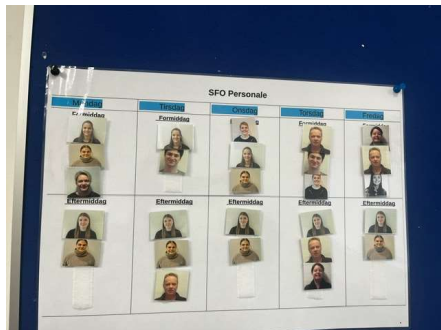 SFO Personale
Mandag Tirsdag Onsdag Torsdag Fredag
Formiddag Formiddag Formiddag
Eftermiddag Eftermiddag Eftermiddag Eftermiddag Eftermiddag